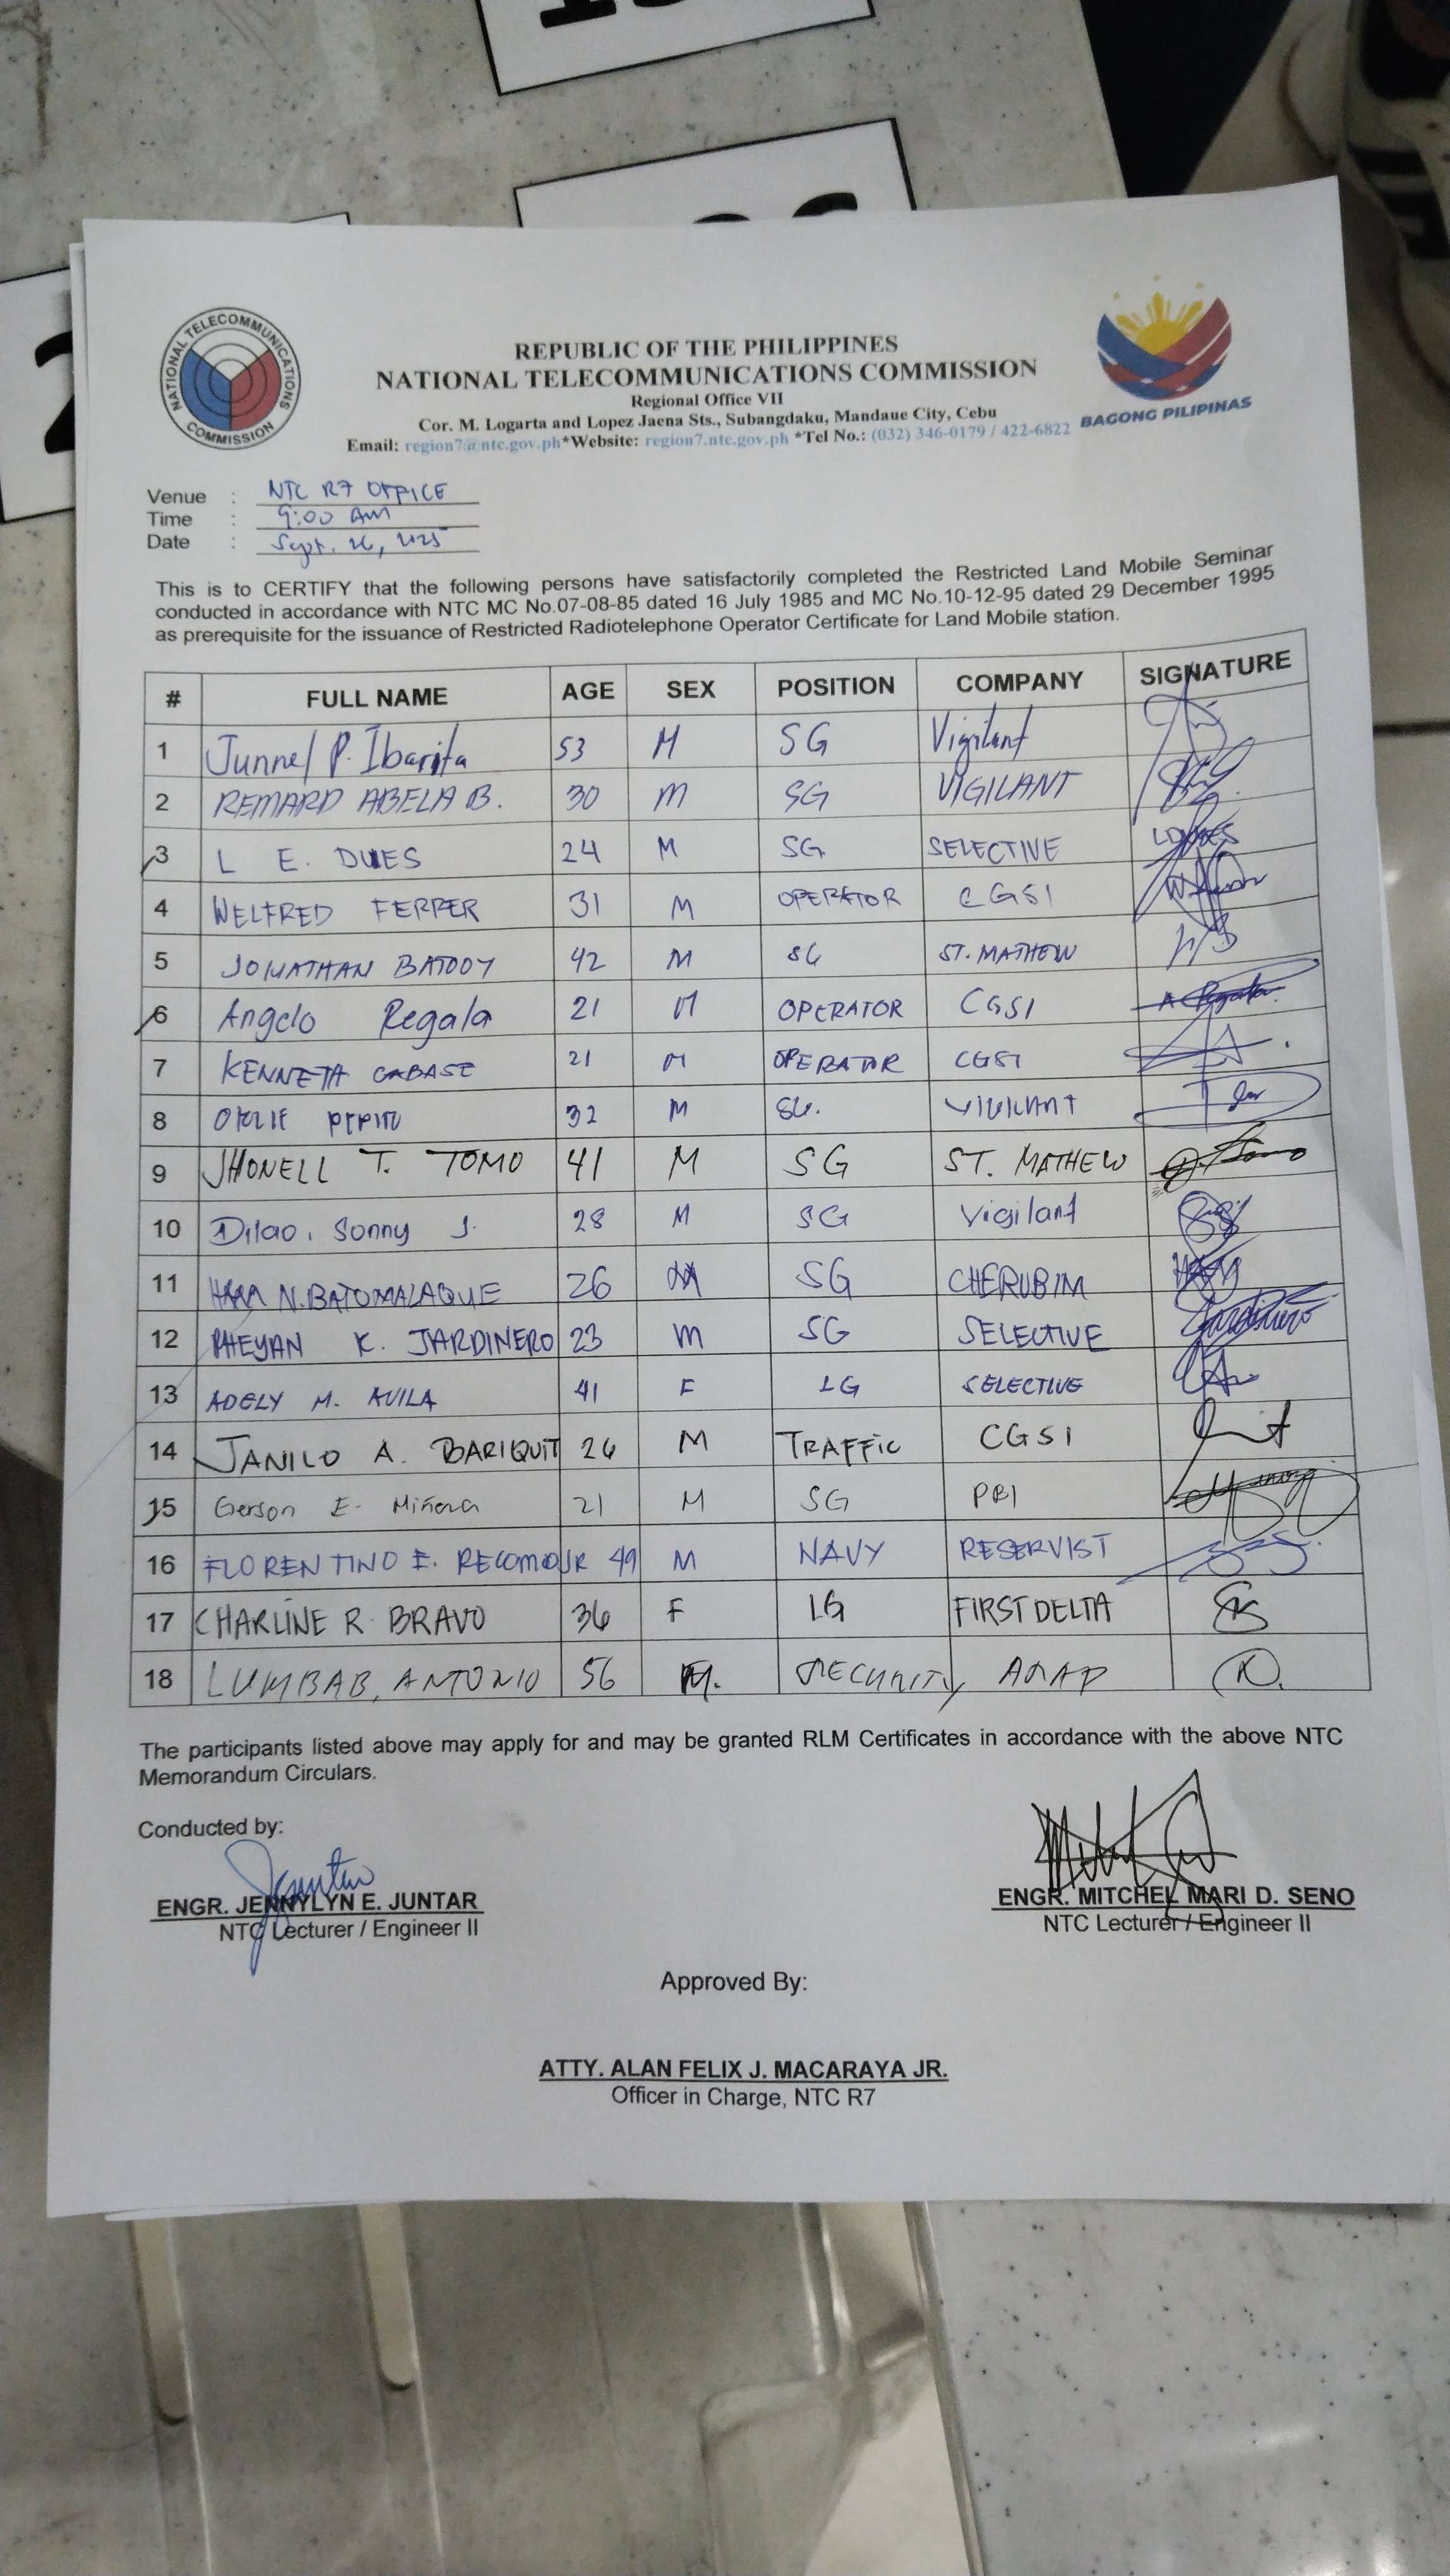 NATIONAL TELECOMMUNICATIONS COMMISSION
REPUBLIC OF THE PHILIPPINES
NATIONAL TELECOMMUNICATIONS COMMISSION
Regional Office VII
Cor. M. Logarta and Lopez Jaena Sts., Subangdaku, Mandaue City, Cebu
Email: region7@ntc.gov.ph*Website: region7.ntc.gov.ph *Tel No.: (032) 346-0179 / 422-6822
BAGONG PILIPINAS
Venue : NTC R7 OFFICE
Time : 9:00 AM
Date : Sept. 26, 2025
This is to CERTIFY that the following persons have satisfactorily completed the Restricted Land Mobile Seminar
conducted in accordance with NTC MC No.07-08-85 dated 16 July 1985 and MC No.10-12-95 dated 29 December 1995
as prerequisite for the issuance of Restricted Radiotelephone Operator Certificate for Land Mobile station.
# FULL NAME AGE SEX POSITION COMPANY SIGNATURE
1 Junnel P. Ibarita 53 M SG Vigilant
2 REMARD ABELA B. 30 M SG VIGILANT
3 L E. DUES 24 M SG SELECTIVE
4 WELFRED FERRER 31 M OPERATOR CGSI
5 JONATHAN 42 M SG ST. MATHEW
6 Angelo Regala 21 M OPERATOR CGSI
7 KENNETH CABASE 21 M OPERATOR CGSI
8 32 M SG. VIGILANT
9 JHONELL T. TOMO 41 M SG ST. MATHEW
10 Dilao, Sonny J. 28 M SG Vigilant
11 N. BATOMALAQUE 26 M SG CHERUBIM
12 RHEYAN K. JARDINERO 23 M SG SELECTIVE
13 ADELY M. AVILA 41 F LG SELECTIVE
14 JANILO A. BARIQUIT 26 M TRAFFIC CGSI
15 Gerson E. 21 M SG
16 FLORENTINO E. RECOMO JR 49 M NAVY RESERVIST
17 CHARLINE R. BRAVO 36 F LG FIRST DELTA
18 LUMBAB, ANTONIO 56 M. SECURITY
The participants listed above may apply for and may be granted RLM Certificates in accordance with the above NTC
Memorandum Circulars.
Conducted by:
ENGR. JENNYLYN E. JUNTAR
NTC Lecturer / Engineer II
ENGR. MITCHEL MARI D. SENO
NTC Lecturer / Engineer II
Approved By:
ATTY. ALAN FELIX J. MACARAYA JR.
Officer in Charge, NTC R7